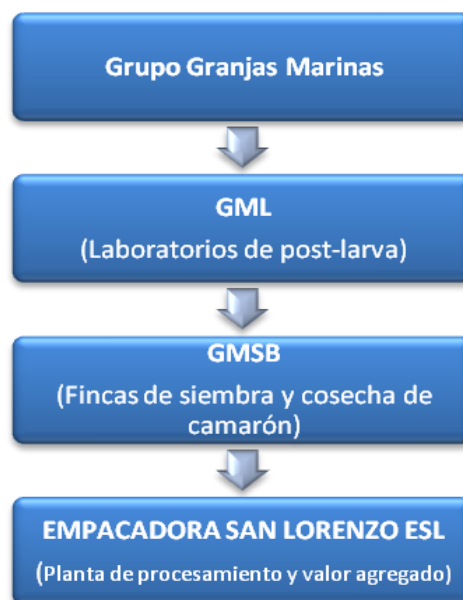 Grupo Granjas Marinas
GML
(Laboratorios de post-larva)
GMSB
(Fincas de siembra y cosecha de
camarón)
EMPACADORA SAN LORENZO ESL
(Planta de procesamiento y valor agregado)